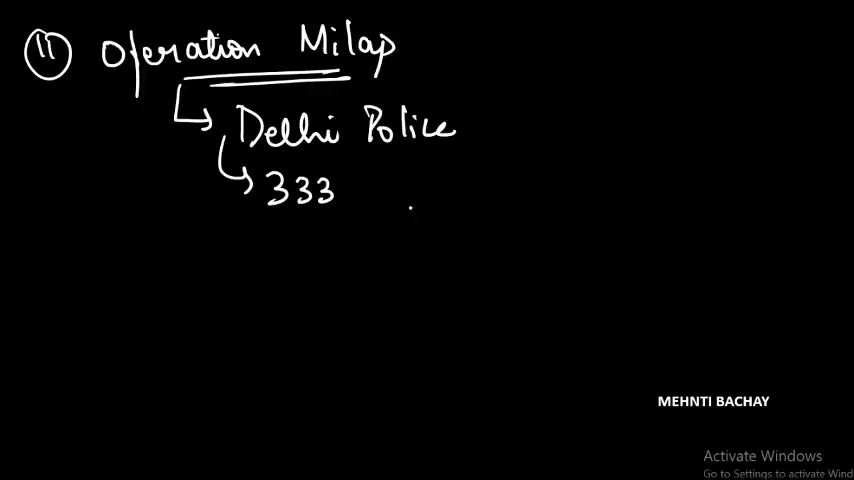 11 Operation Milap
Delhi Police
333
MEHNTI BACHAY
Activate Windows
Go to Settings to activate Wind